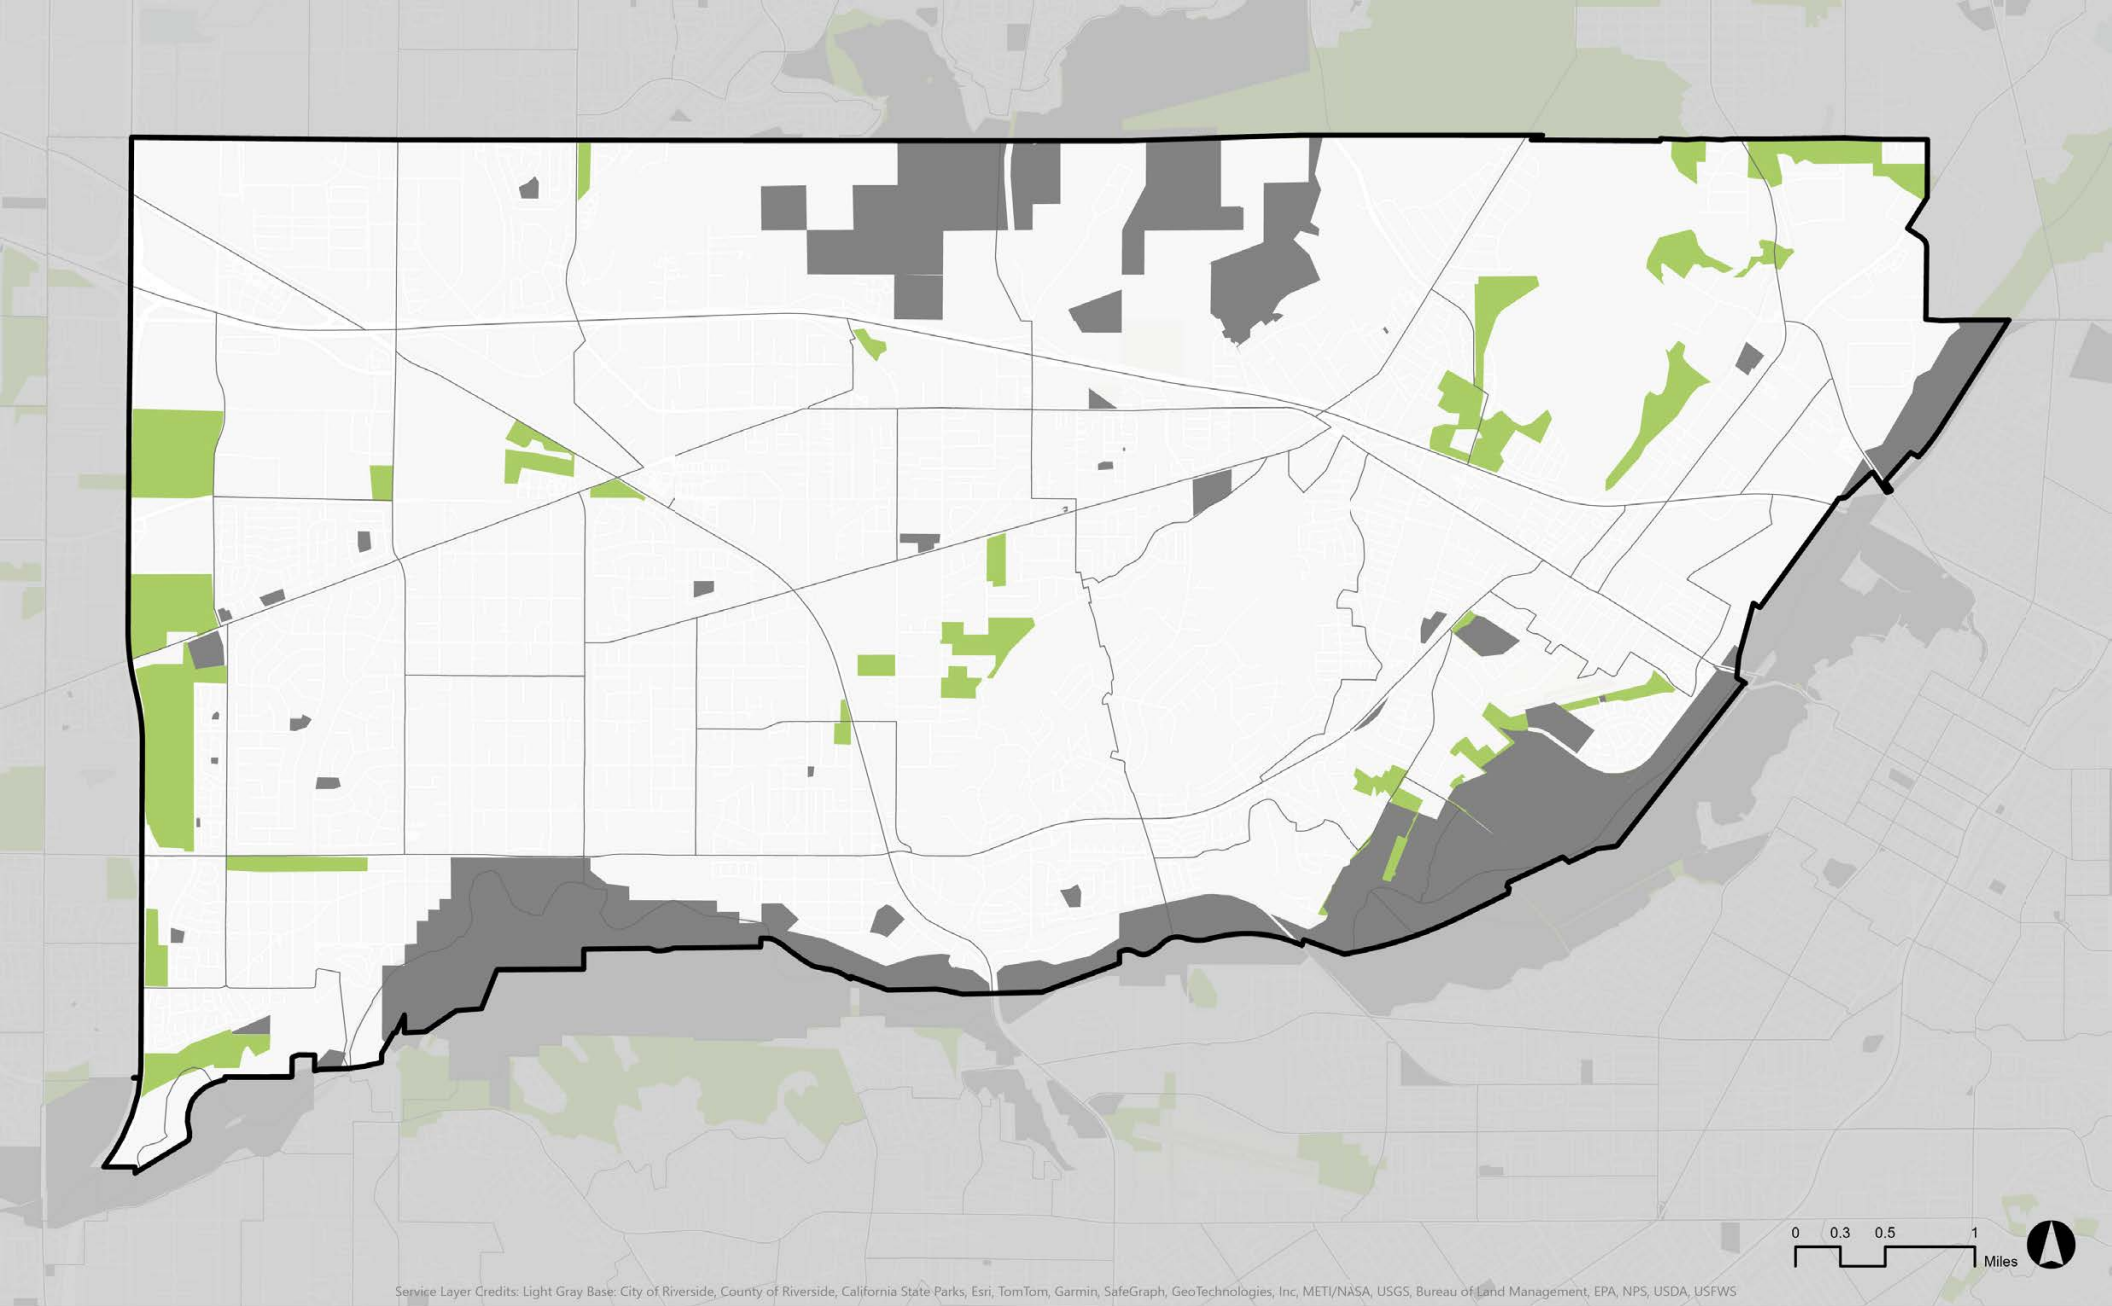 0 0.3 0.5 1
Miles
Service Layer Credits: Light Gray Base: City of Riverside, County of Riverside, California State Parks, Esri, TomTom, Garmin, SafeGraph, GeoTechnologies, Inc, METI/NASA, USGS, Bureau of Land Management, EPA, NPS, USDA, USFWS